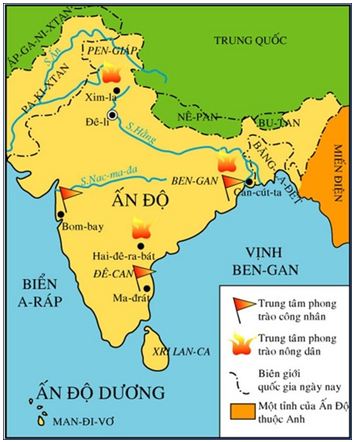 ÁP-GA-NI-XTAN
TRUNG QUỐC
S.Ấn
PEN-GIÁP
PA-KI-XTAN
Xim-la
Đê-li
NÊ-PAN
BU-TAN
S.Hằng
BĂNG-LA-ĐÉT
MIẾN ĐIỆN
S.Nac-ma-đa
BEN-GAN
ẤN ĐỘ
Can-cút-ta
Bom-bay
Hai-đê-ra-bát
VỊNH
BEN-GAN
ĐÊ-CAN
BIỂN
A-RÁP
Ma-đrát
XRI LAN-CA
ẤN ĐỘ DƯƠNG
MAN-ĐI-VƠ
Trung tâm phong
trào công nhân
Trung tâm phong
trào nông dân
Biên giới
quốc gia ngày nay
Một tỉnh của Ấn Độ
thuộc Anh